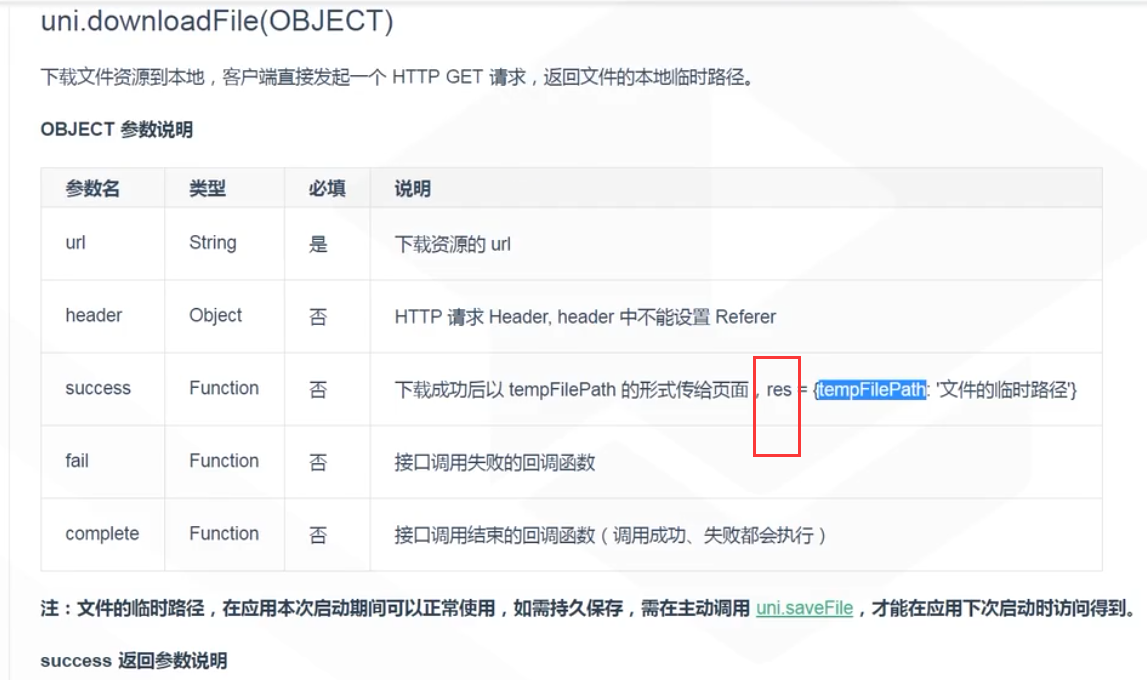 uni.downloadFile(OBJECT)
下载文件资源到本地，客户端直接发起一个 HTTP GET 请求，返回文件的本地临时路径。
OBJECT 参数说明
参数名 类型 必填 说明
url String 是 下载资源的 url
header Object 否 HTTP 请求 Header, header 中不能设置 Referer
success Function 否 下载成功后以 tempFilePath 的形式传给页面，res = {tempFilePath: '文件的临时路径'}
fail Function 否 接口调用失败的回调函数
complete Function 否 接口调用结束的回调函数（调用成功、失败都会执行）
注：文件的临时路径，在应用本次启动期间可以正常使用，如需持久保存，需在主动调用 uni.saveFile，才能在应用下次启动时访问得到。
success 返回参数说明